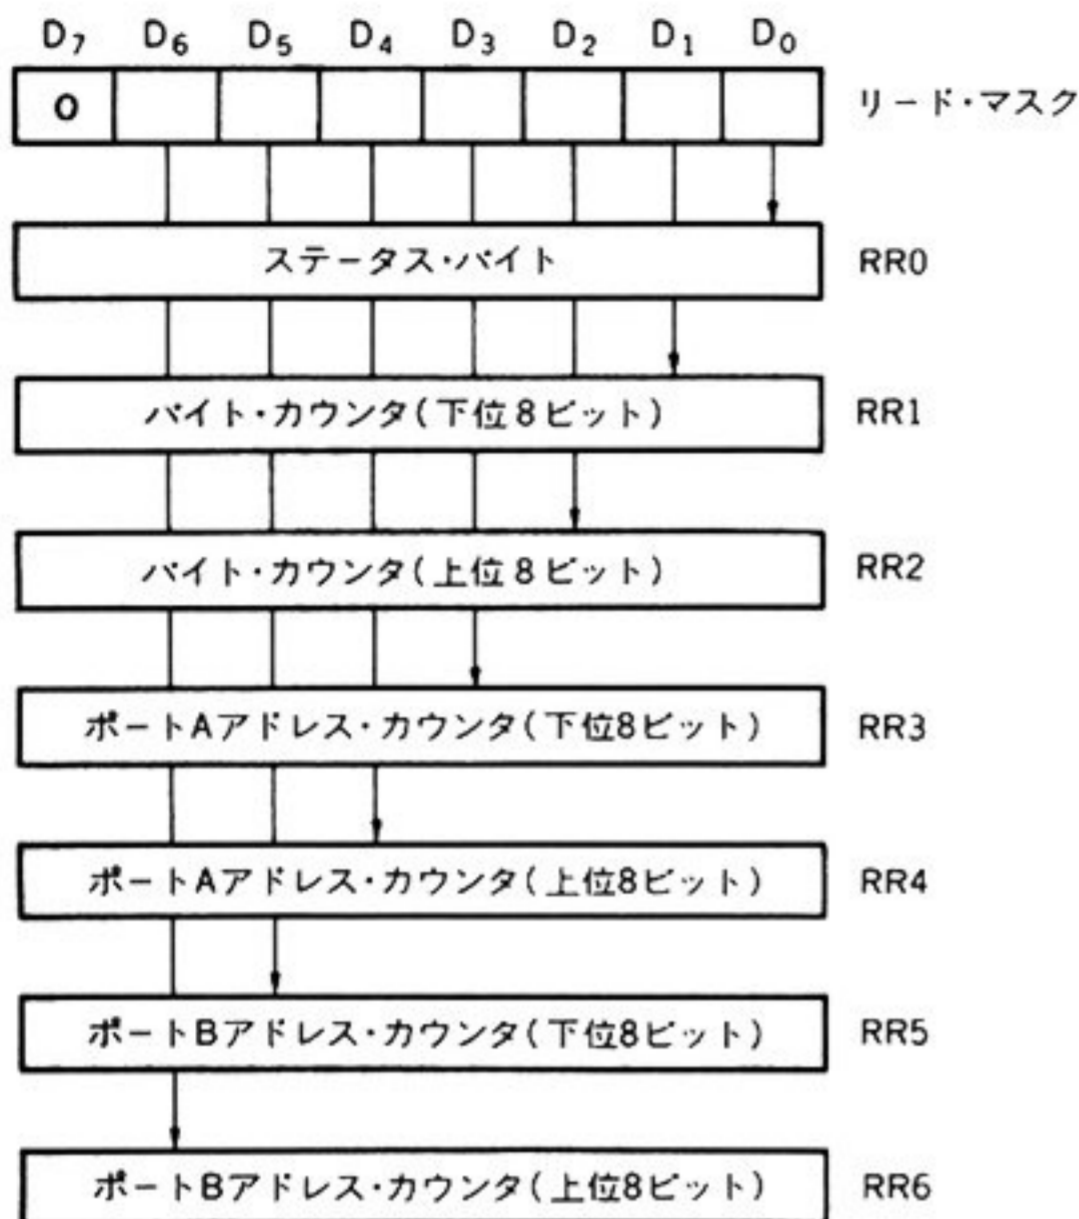 D7 D6 D5 D4 D3 D2 D1 D0
0 リード・マスク
ステータス・バイト RR0
バイト・カウンタ(下位8ビット) RR1
バイト・カウンタ(上位8ビット) RR2
ポートAアドレス・カウンタ(下位8ビット) RR3
ポートAアドレス・カウンタ(上位8ビット) RR4
ポートBアドレス・カウンタ(下位8ビット) RR5
ポートBアドレス・カウンタ(上位8ビット) RR6